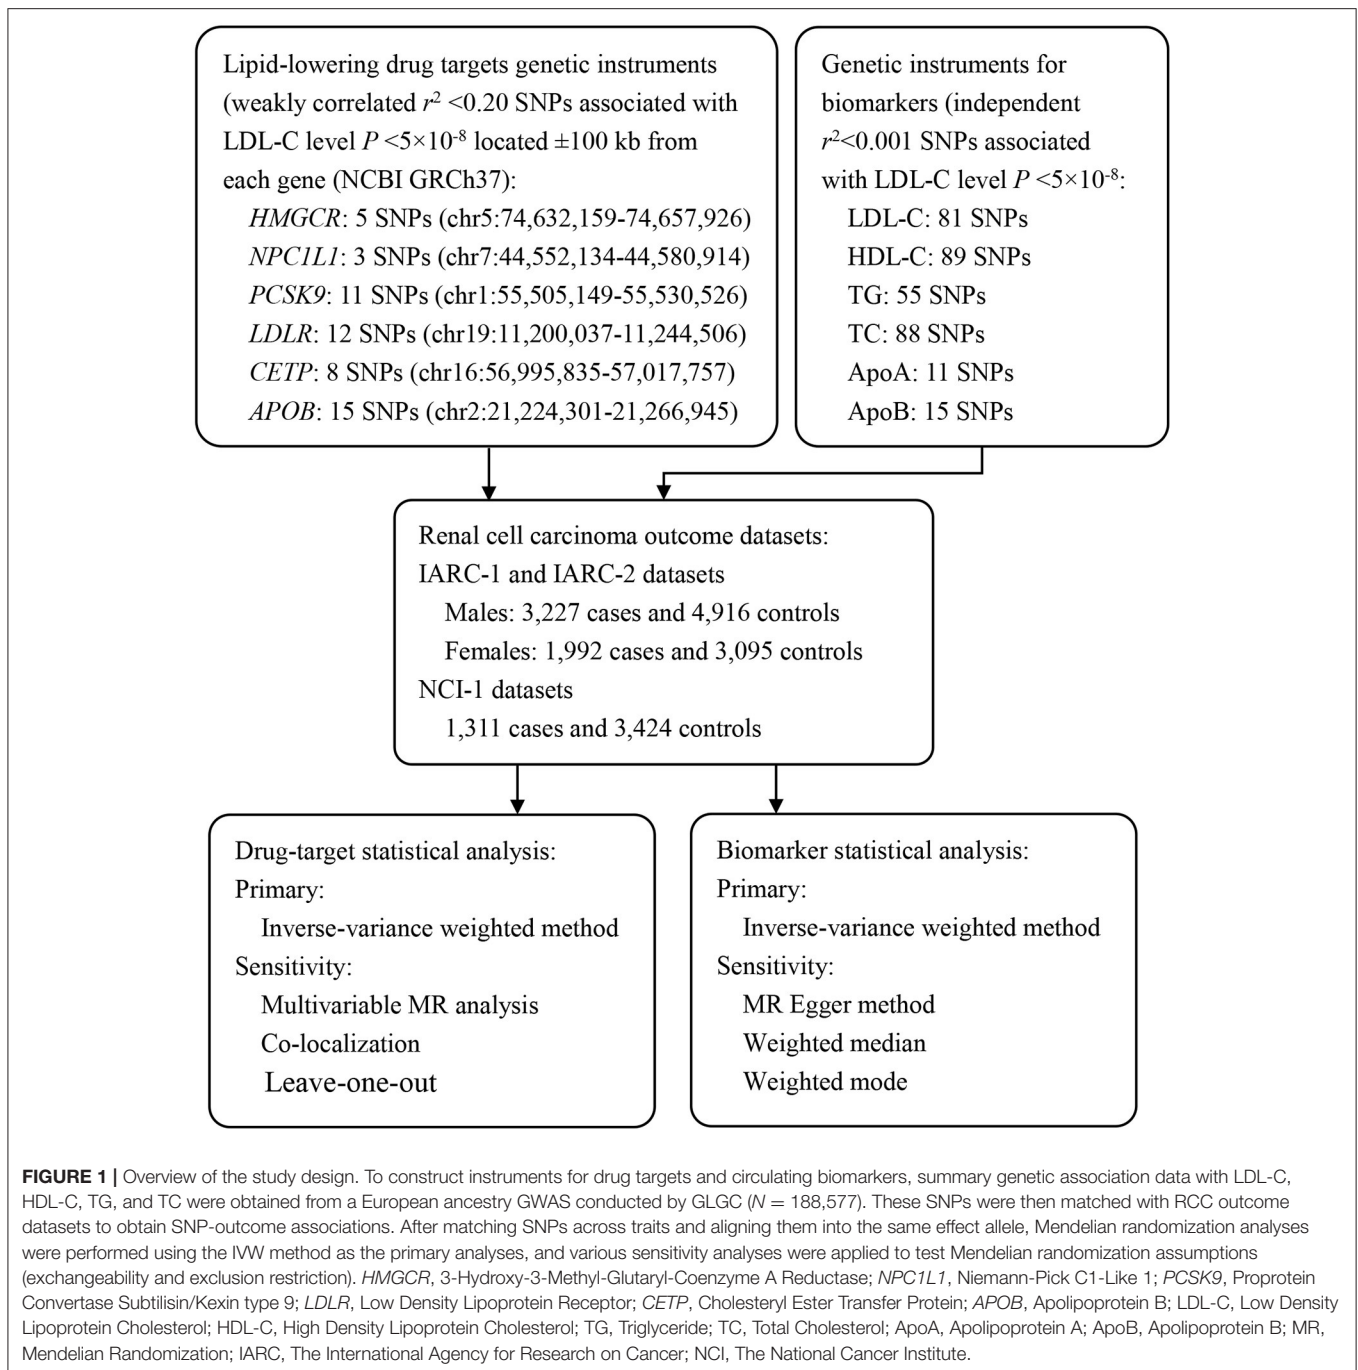 Lipid-lowering drug targets genetic instruments
(weakly correlated r² <0.20 SNPs associated with
LDL-C level P <5×10⁻⁸ located ±100 kb from
each gene (NCBI GRCh37):
HMGCR: 5 SNPs (chr5:74,632,159-74,657,926)
NPC1L1: 3 SNPs (chr7:44,552,134-44,580,914)
PCSK9: 11 SNPs (chr1:55,505,149-55,530,526)
LDLR: 12 SNPs (chr19:11,200,037-11,244,506)
CETP: 8 SNPs (chr16:56,995,835-57,017,757)
APOB: 15 SNPs (chr2:21,224,301-21,266,945)
Genetic instruments for
biomarkers (independent
r²<0.001 SNPs associated
with LDL-C level P <5×10⁻⁸:
LDL-C: 81 SNPs
HDL-C: 89 SNPs
TG: 55 SNPs
TC: 88 SNPs
ApoA: 11 SNPs
ApoB: 15 SNPs
Renal cell carcinoma outcome datasets:
IARC-1 and IARC-2 datasets
Males: 3,227 cases and 4,916 controls
Females: 1,992 cases and 3,095 controls
NCI-1 datasets
1,311 cases and 3,424 controls
Drug-target statistical analysis:
Primary:
Inverse-variance weighted method
Sensitivity:
Multivariable MR analysis
Co-localization
Leave-one-out
Biomarker statistical analysis:
Primary:
Inverse-variance weighted method
Sensitivity:
MR Egger method
Weighted median
Weighted mode
FIGURE 1 | Overview of the study design. To construct instruments for drug targets and circulating biomarkers, summary genetic association data with LDL-C,
HDL-C, TG, and TC were obtained from a European ancestry GWAS conducted by GLGC (N = 188,577). These SNPs were then matched with RCC outcome
datasets to obtain SNP-outcome associations. After matching SNPs across traits and aligning them into the same effect allele, Mendelian randomization analyses
were performed using the IVW method as the primary analyses, and various sensitivity analyses were applied to test Mendelian randomization assumptions
(exchangeability and exclusion restriction). HMGCR, 3-Hydroxy-3-Methyl-Glutaryl-Coenzyme A Reductase; NPC1L1, Niemann-Pick C1-Like 1; PCSK9, Proprotein
Convertase Subtilisin/Kexin type 9; LDLR, Low Density Lipoprotein Receptor; CETP, Cholesteryl Ester Transfer Protein; APOB, Apolipoprotein B; LDL-C, Low Density
Lipoprotein Cholesterol; HDL-C, High Density Lipoprotein Cholesterol; TG, Triglyceride; TC, Total Cholesterol; ApoA, Apolipoprotein A; ApoB, Apolipoprotein B; MR,
Mendelian Randomization; IARC, The International Agency for Research on Cancer; NCI, The National Cancer Institute.